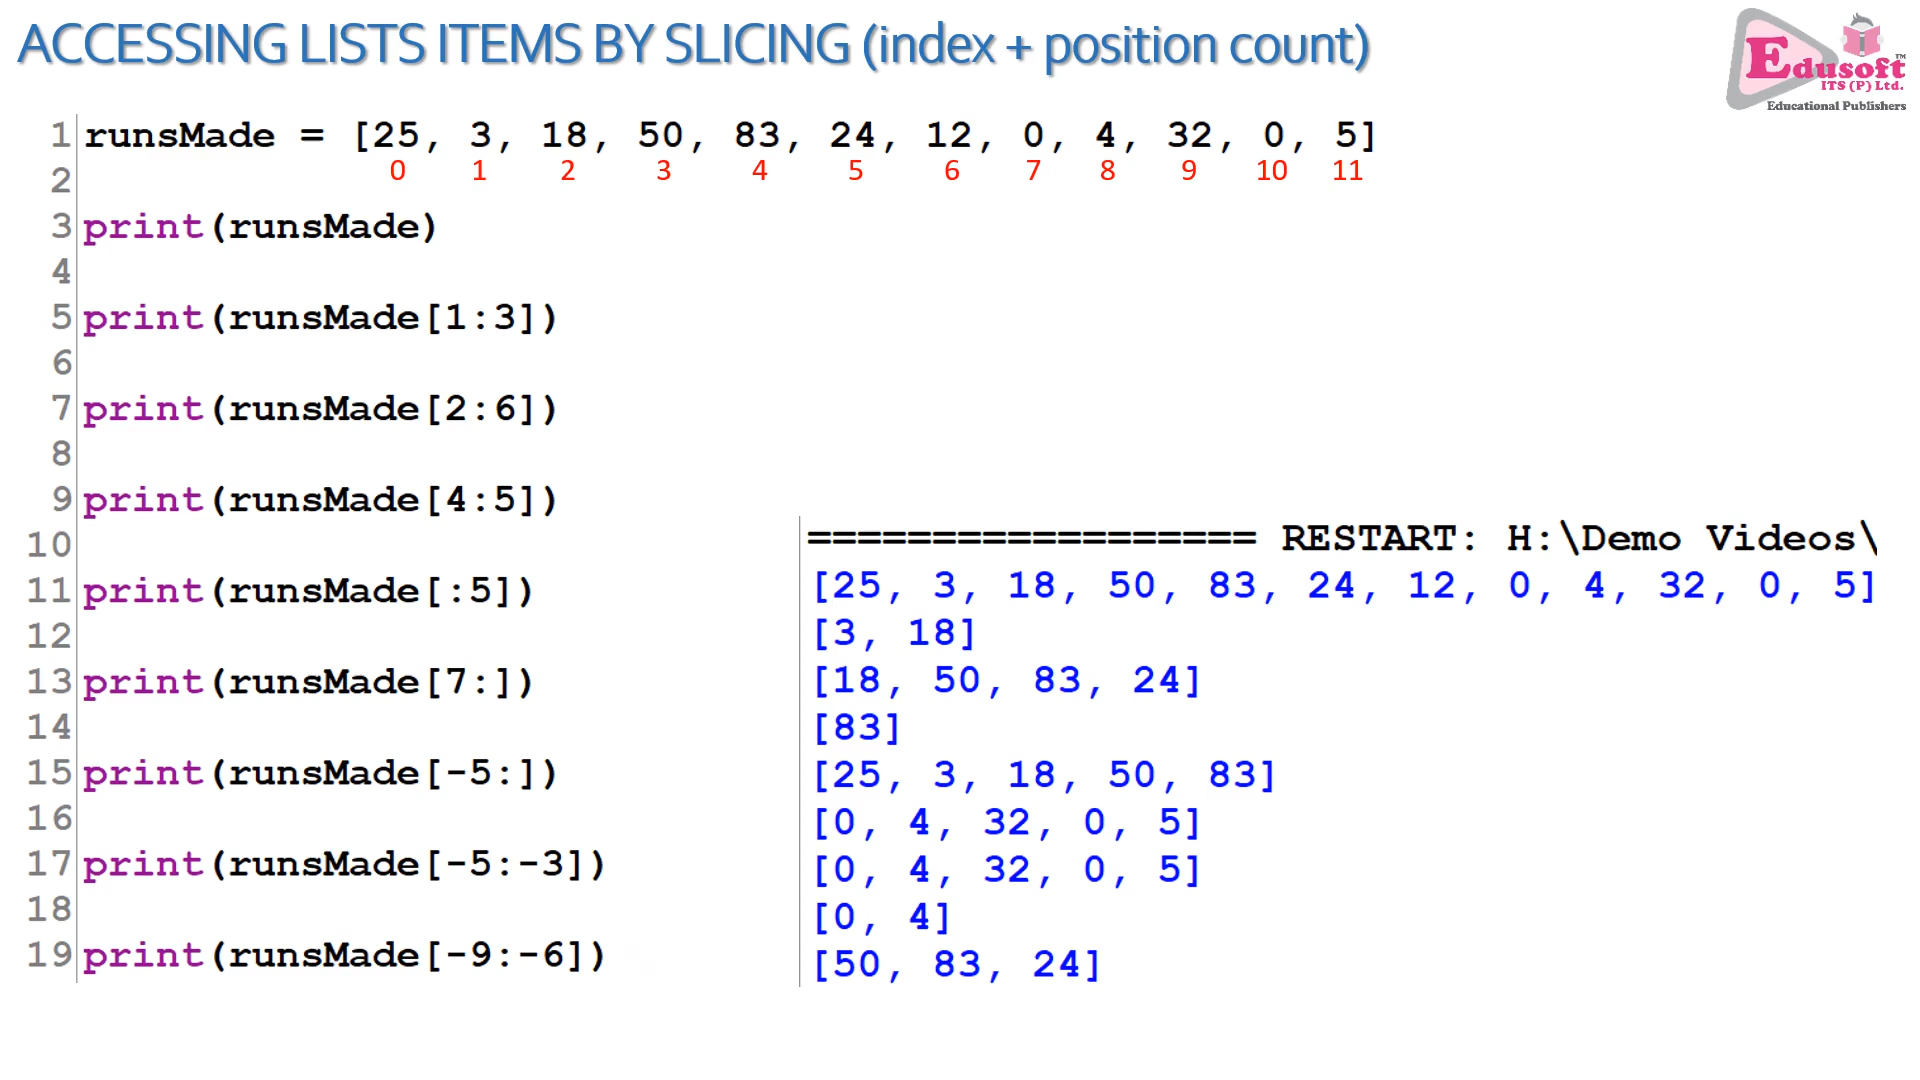 ACCESSING LISTS ITEMS BY SLICING (index + position count)
Edusoft™
ITS (P) Ltd.
Educational Publishers
1 runsMade = [25, 3, 18, 50, 83, 24, 12, 0, 4, 32, 0, 5]
0 1 2 3 4 5 6 7 8 9 10 11
2
3 print(runsMade)
4
5 print(runsMade[1:3])
6
7 print(runsMade[2:6])
8
9 print(runsMade[4:5])
10
11 print(runsMade[:5])
12
13 print(runsMade[7:])
14
15 print(runsMade[-5:])
16
17 print(runsMade[-5:-3])
18
19 print(runsMade[-9:-6])
================== RESTART: H:\Demo Videos\
[25, 3, 18, 50, 83, 24, 12, 0, 4, 32, 0, 5]
[3, 18]
[18, 50, 83, 24]
[83]
[25, 3, 18, 50, 83]
[0, 4, 32, 0, 5]
[0, 4, 32, 0, 5]
[0, 4]
[50, 83, 24]